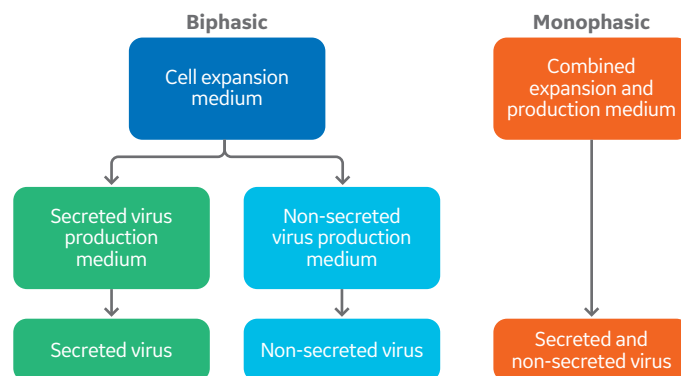 Biphasic
Monophasic
Cell expansion
medium
Combined
expansion and
production medium
Secreted virus
production
medium
Non-secreted
virus production
medium
Secreted virus
Non-secreted virus
Secreted and
non-secreted virus